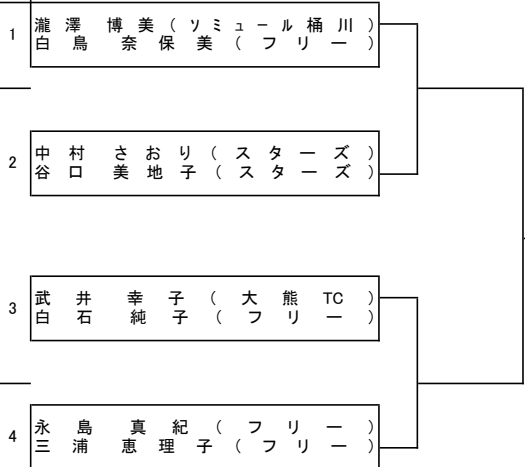 1
瀧澤 博美(ソミュール桶川)
白鳥 奈保美(フリー)
2
中村 さおり(スターズ)
谷口 美地子(スターズ)
3
武井 幸子(大熊TC)
白石 純子(フリー)
4
永島 真紀(フリー)
三浦 恵理子(フリー)